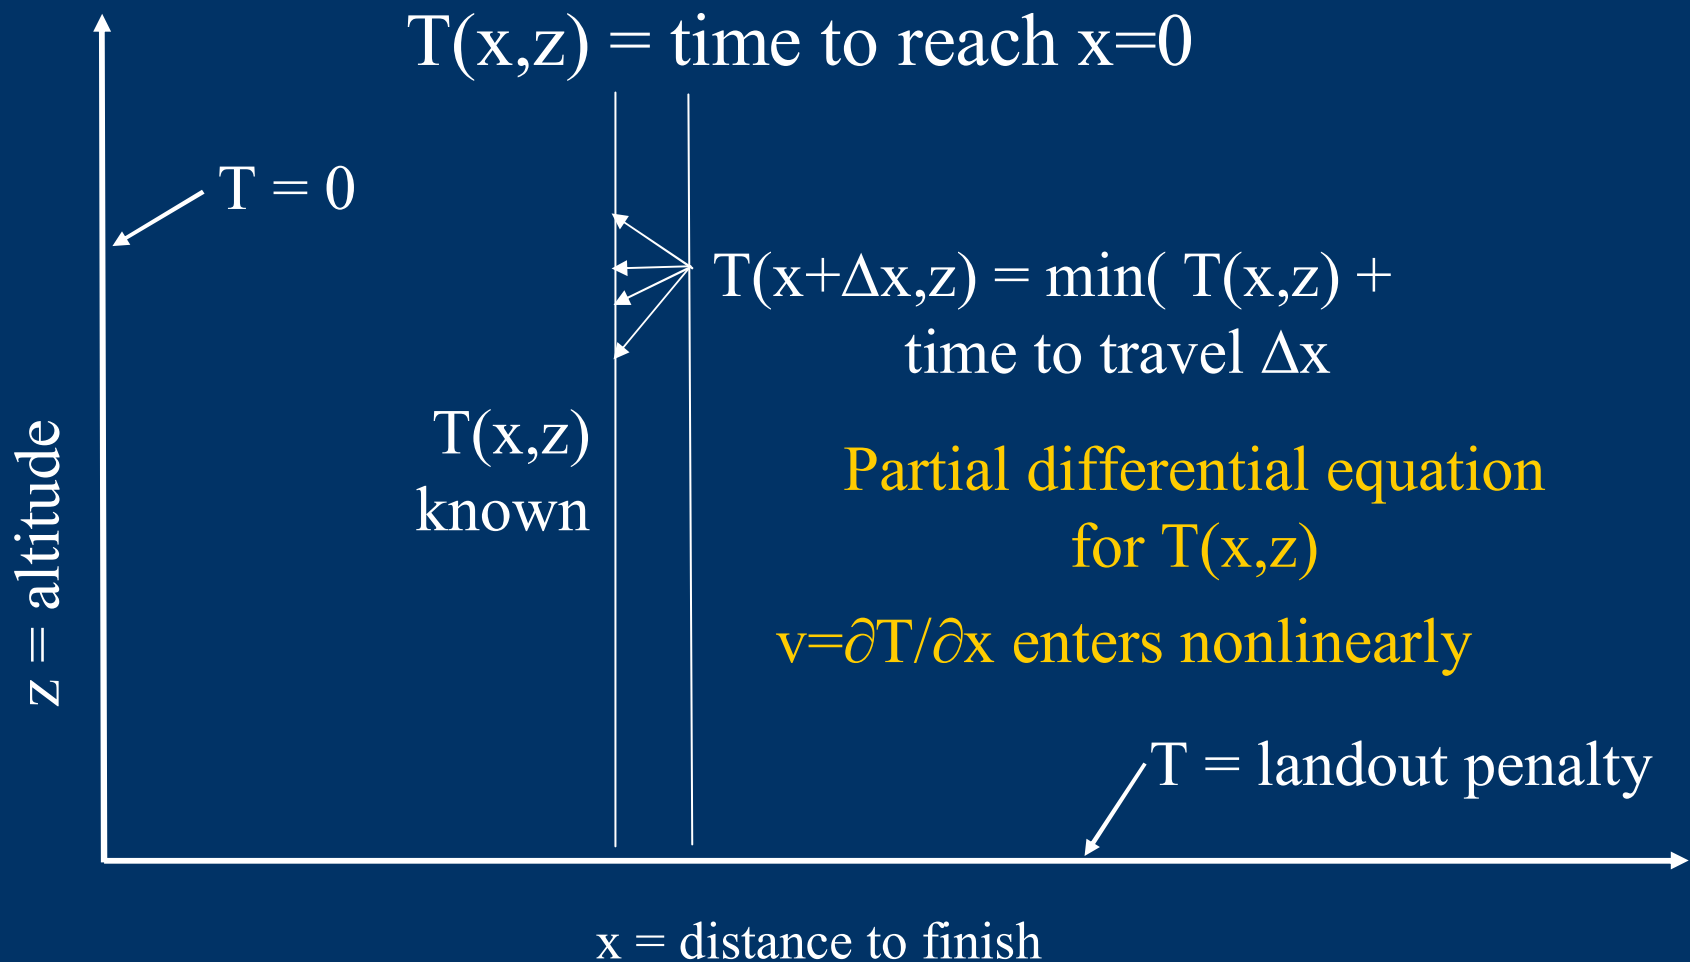 T(x,z) = time to reach x=0
T = 0
T(x+Δx,z) = min( T(x,z) +
time to travel Δx
T(x,z)
known
Partial differential equation
for T(x,z)
v=∂T/∂x enters nonlinearly
z = altitude
T = landout penalty
x = distance to finish